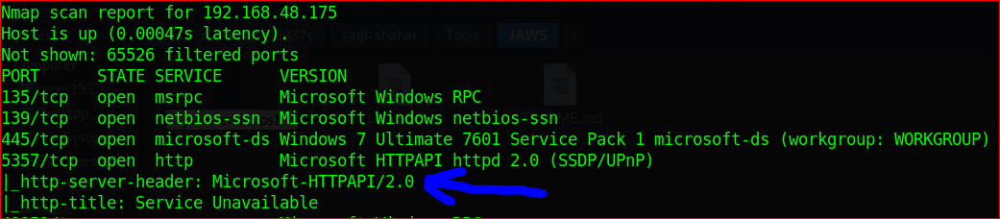 Nmap scan report for 192.168.48.175
Host is up (0.00047s latency).
sagi-shahar Tools JAWS
Not shown: 65526 filtered ports
PORT STATE SERVICE VERSION
135/tcp open msrpc Microsoft Windows RPC
139/tcp open netbios-ssn Microsoft Windows netbios-ssn
445/tcp open microsoft-ds Windows 7 Ultimate 7601 Service Pack 1 microsoft-ds (workgroup: WORKGROUP)
5357/tcp open http Microsoft HTTPAPI httpd 2.0 (SSDP/UPnP)
|_http-server-header: Microsoft-HTTPAPI/2.0
|_http-title: Service Unavailable